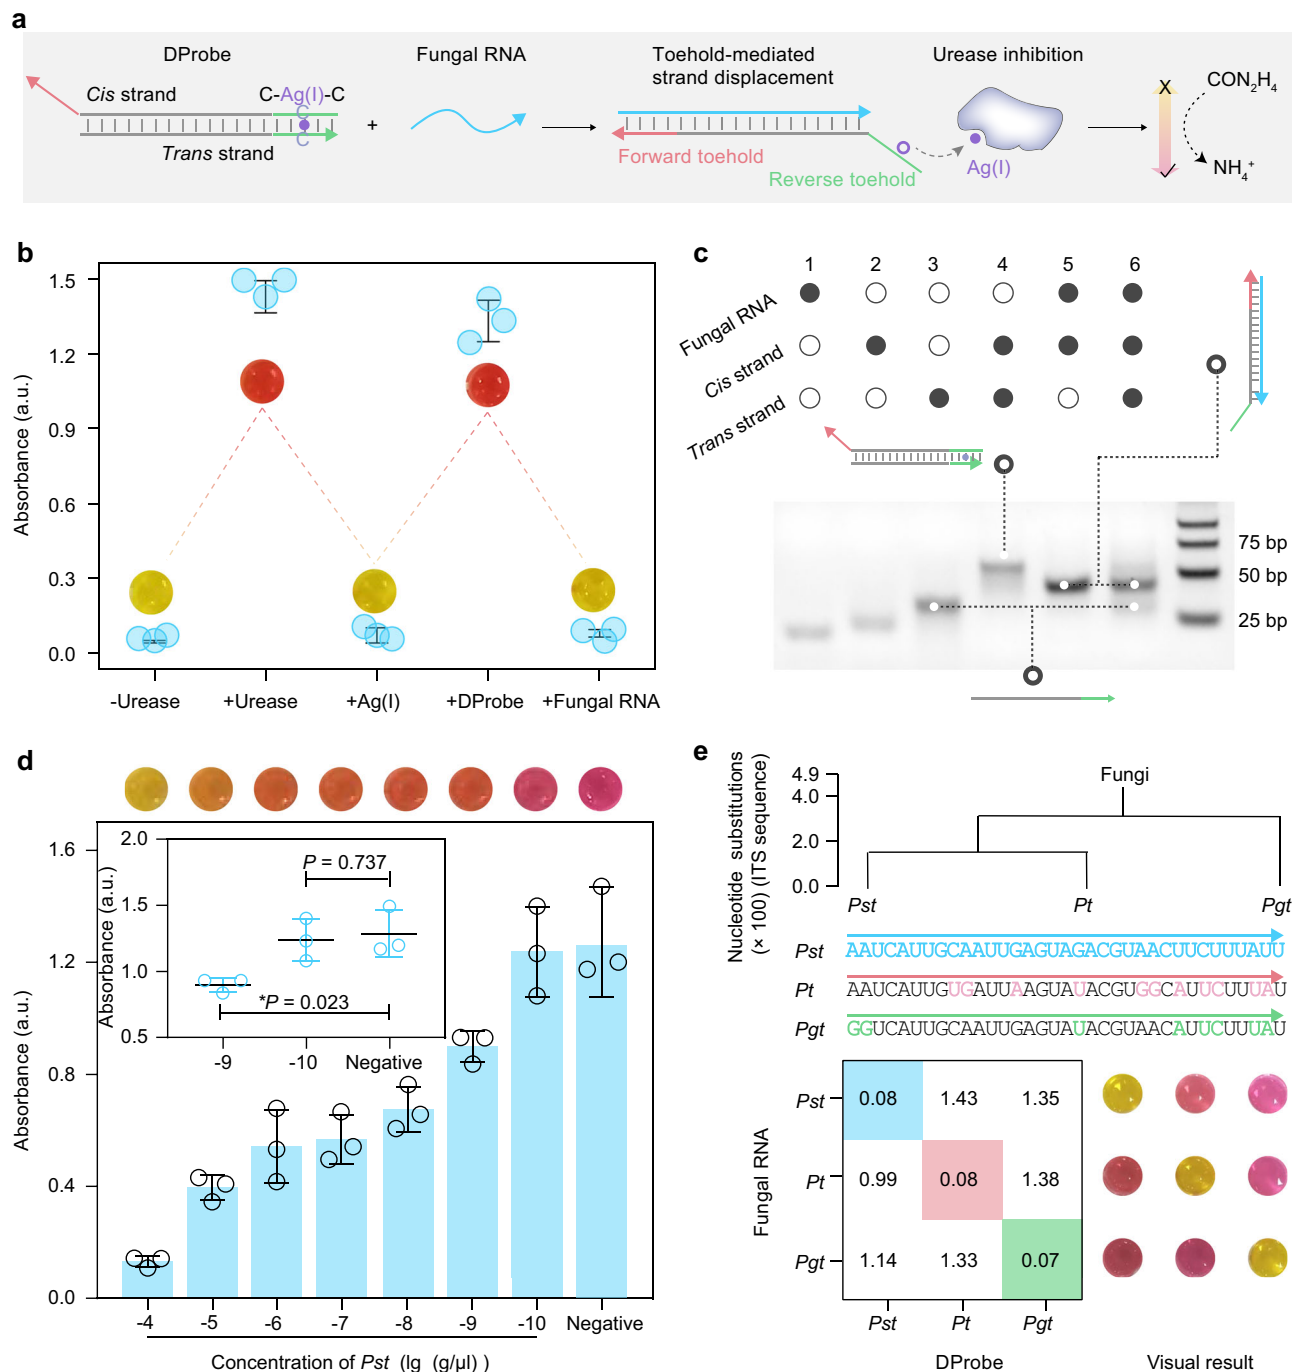 a
DProbe
Fungal RNA
Toehold-mediated
strand displacement
Urease inhibition
Cis strand
C-Ag(I)-C
C
C
Trans strand
+
Forward toehold
Reverse toehold
Ag(I)
X
CON2H4
NH4+
b
Absorbance (a.u.)
1.5
1.2
0.9
0.6
0.3
0.0
-Urease
+Urease
+Ag(I)
+DProbe
+Fungal RNA
c
1 2 3 4 5 6
Fungal RNA
Cis strand
Trans strand
75 bp
50 bp
25 bp
d
Absorbance (a.u.)
1.6
1.2
0.8
0.4
0.0
Absorbance (a.u.)
2.0
1.5
1.0
0.5
P = 0.737
*P = 0.023
-9
-10
Negative
-4 -5 -6 -7 -8 -9 -10 Negative
Concentration of Pst (lg (g/µl) )
e
Nucleotide substitutions
(× 100) (ITS sequence)
4.9
4.0
2.0
0.0
Fungi
Pst
Pt
Pgt
Pst AAUCAUUGCAAUUGAGUAGACGUAACUUCUUUAUU
Pt AAUCAUUGUGAUUAAGUAUACGUGGCAUUCUUUAU
Pgt GGUCAUUGCAAUUGAGUAUACGUAACAUUCUUUAU
Fungal RNA
Pst 0.08 1.43 1.35
Pt 0.99 0.08 1.38
Pgt 1.14 1.33 0.07
Pst Pt Pgt
DProbe
Visual result